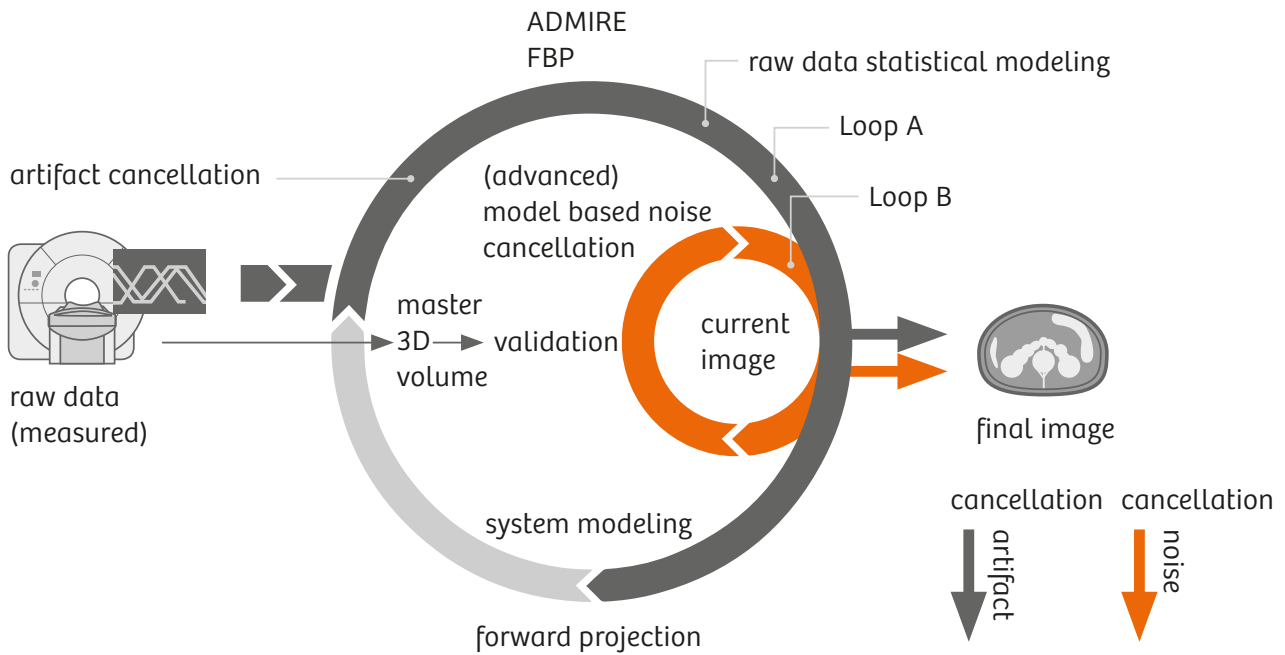 ADMIRE
FBP
raw data statistical modeling
Loop A
artifact cancellation
(advanced)
model based noise
cancellation
Loop B
master
3D
volume
validation
current
image
raw data
(measured)
final image
system modeling
forward projection
cancellation
artifact
cancellation
noise